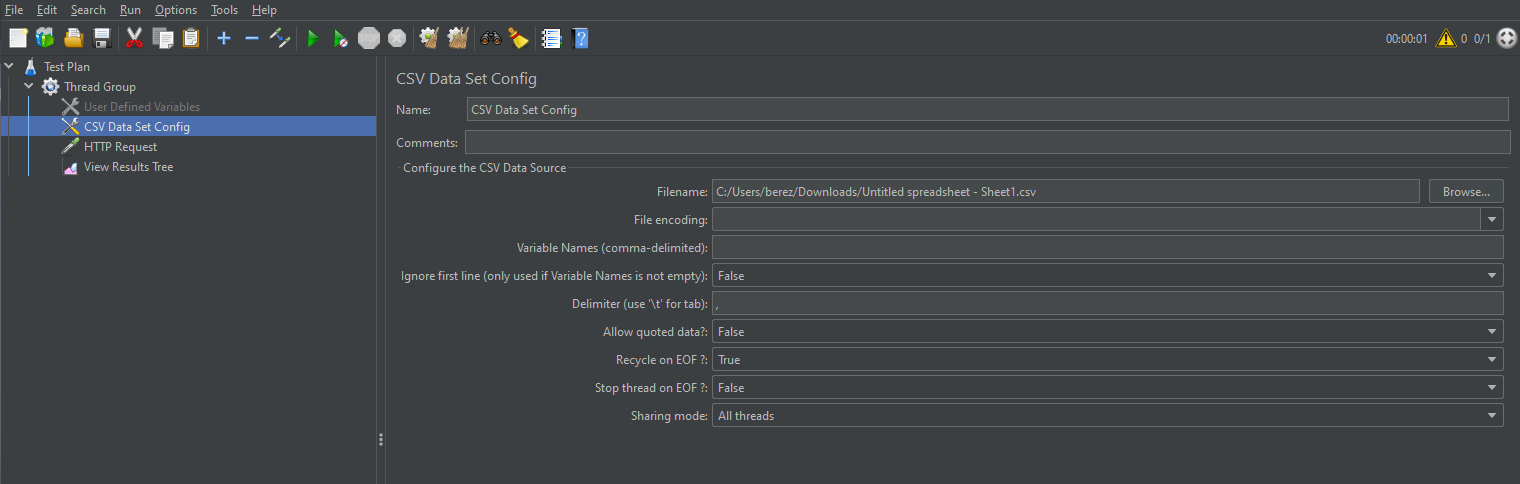 File Edit Search Run Options Tools Help
00:00:01 0 0/1
Test Plan
Thread Group
User Defined Variables
CSV Data Set Config
HTTP Request
View Results Tree
CSV Data Set Config
Name: CSV Data Set Config
Comments:
Configure the CSV Data Source
Filename: C:/Users/berez/Downloads/Untitled spreadsheet - Sheet1.csv Browse...
File encoding:
Variable Names (comma-delimited):
Ignore first line (only used if Variable Names is not empty): False
Delimiter (use '\t' for tab): ,
Allow quoted data?: False
Recycle on EOF ?: True
Stop thread on EOF ?: False
Sharing mode: All threads